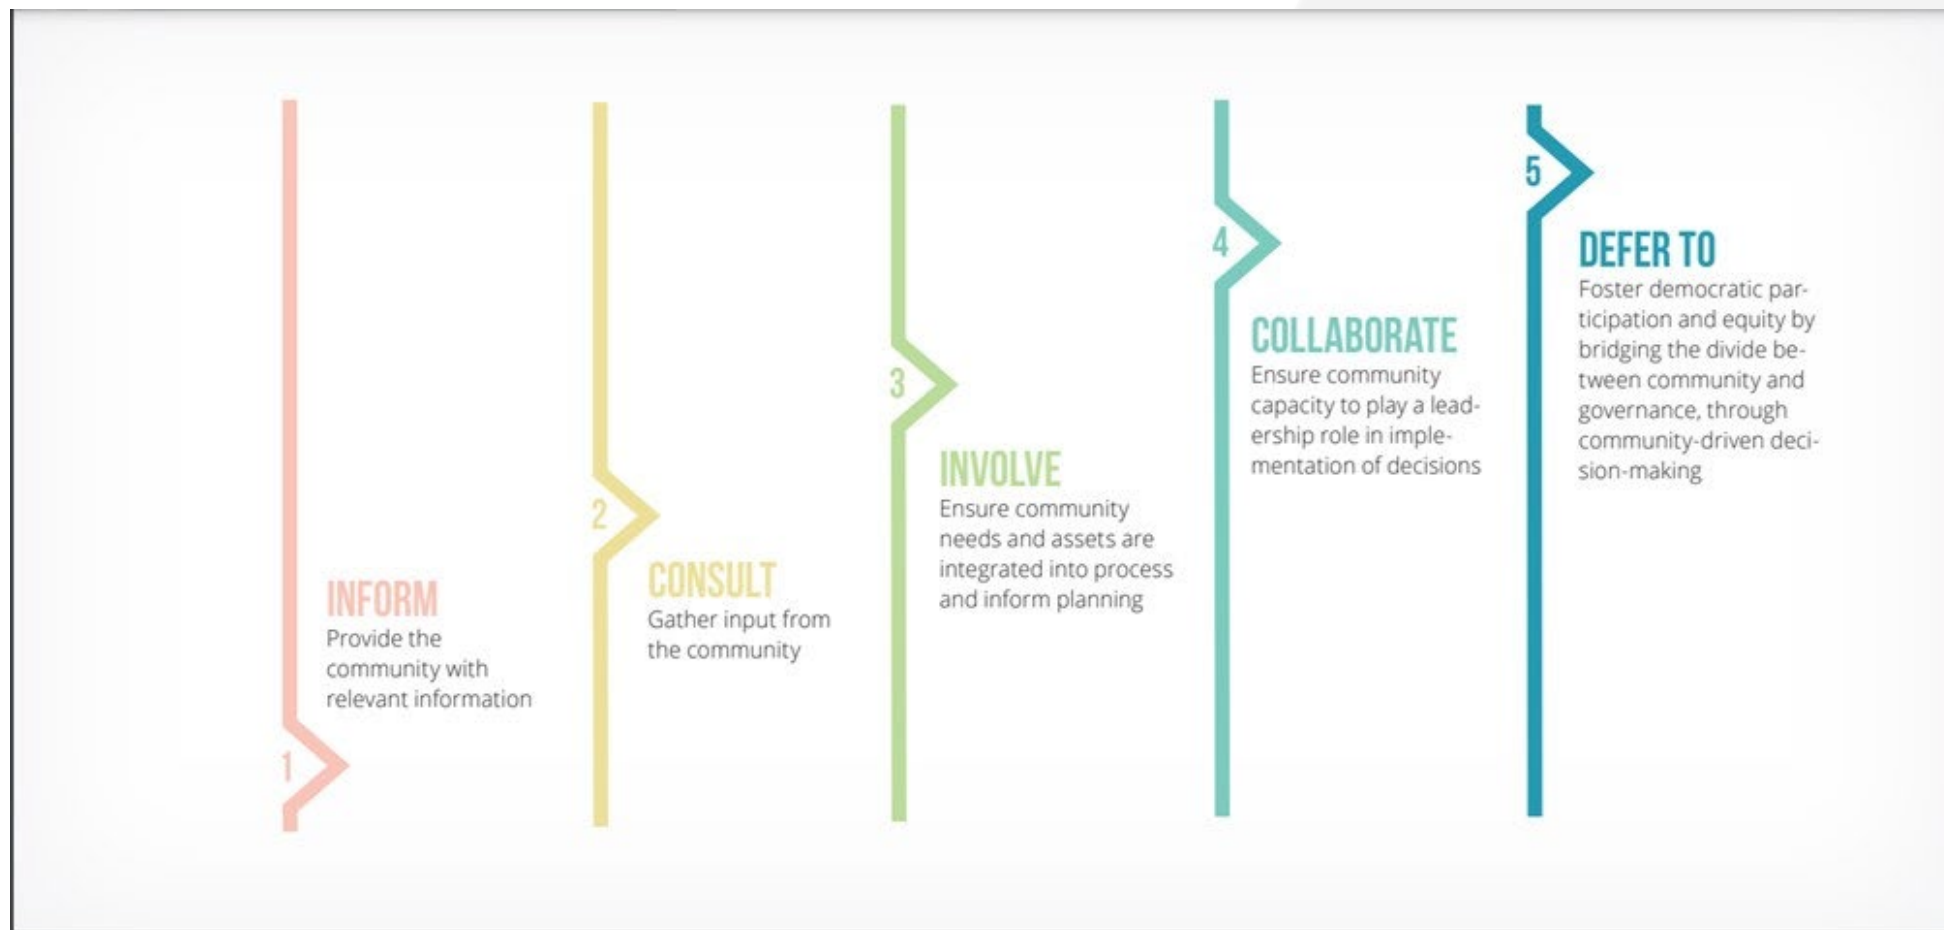 1
INFORM
Provide the
community with
relevant information
2
CONSULT
Gather input from
the community
3
INVOLVE
Ensure community
needs and assets are
integrated into process
and inform planning
4
COLLABORATE
Ensure community
capacity to play a lead-
ership role in imple-
mentation of decisions
5
DEFER TO
Foster democratic par-
ticipation and equity by
bridging the divide be-
tween community and
governance, through
community-driven deci-
sion-making